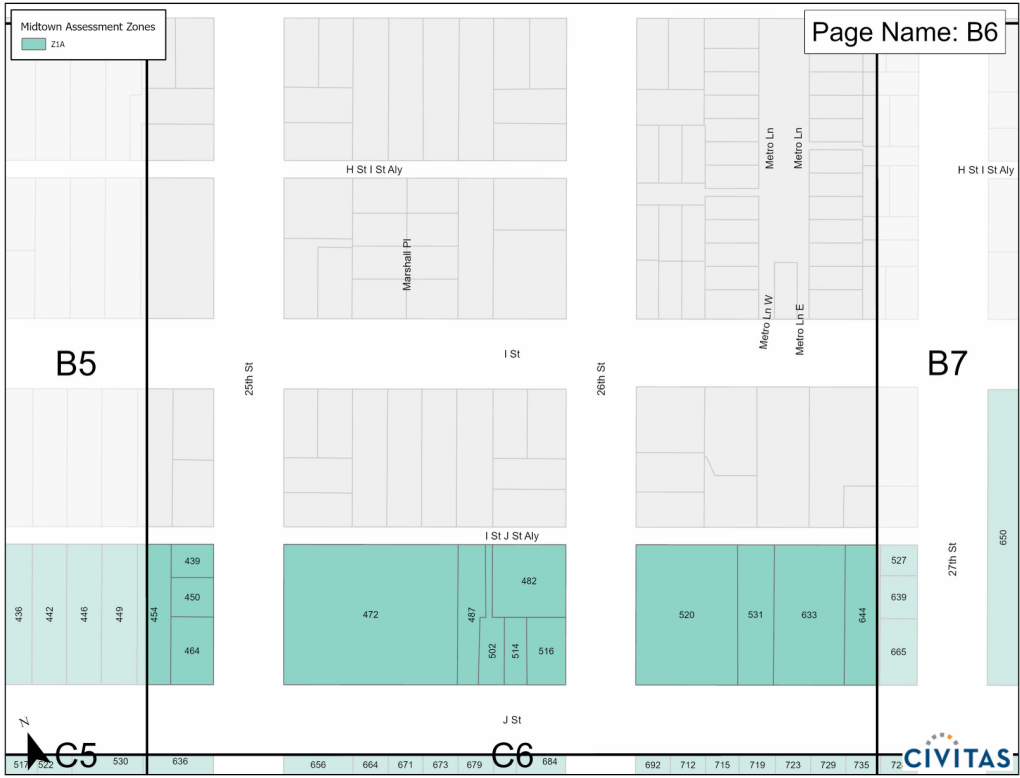 Midtown Assessment Zones
Z1A
Page Name: B6
Metro Ln
Metro Ln
H St I St Aly
H St I St Aly
Marshall Pl
Metro Ln W
Metro Ln E
I St
B5
B7
25th St
26th St
I St J St Aly
27th St
650
436
442
446
449
454
439
450
464
472
487
482
502
514
516
520
531
633
644
527
639
665
J St
N
C5
C6
517
522
530
636
656
664
671
673
679
684
692
712
715
719
723
729
735
CIVITAS